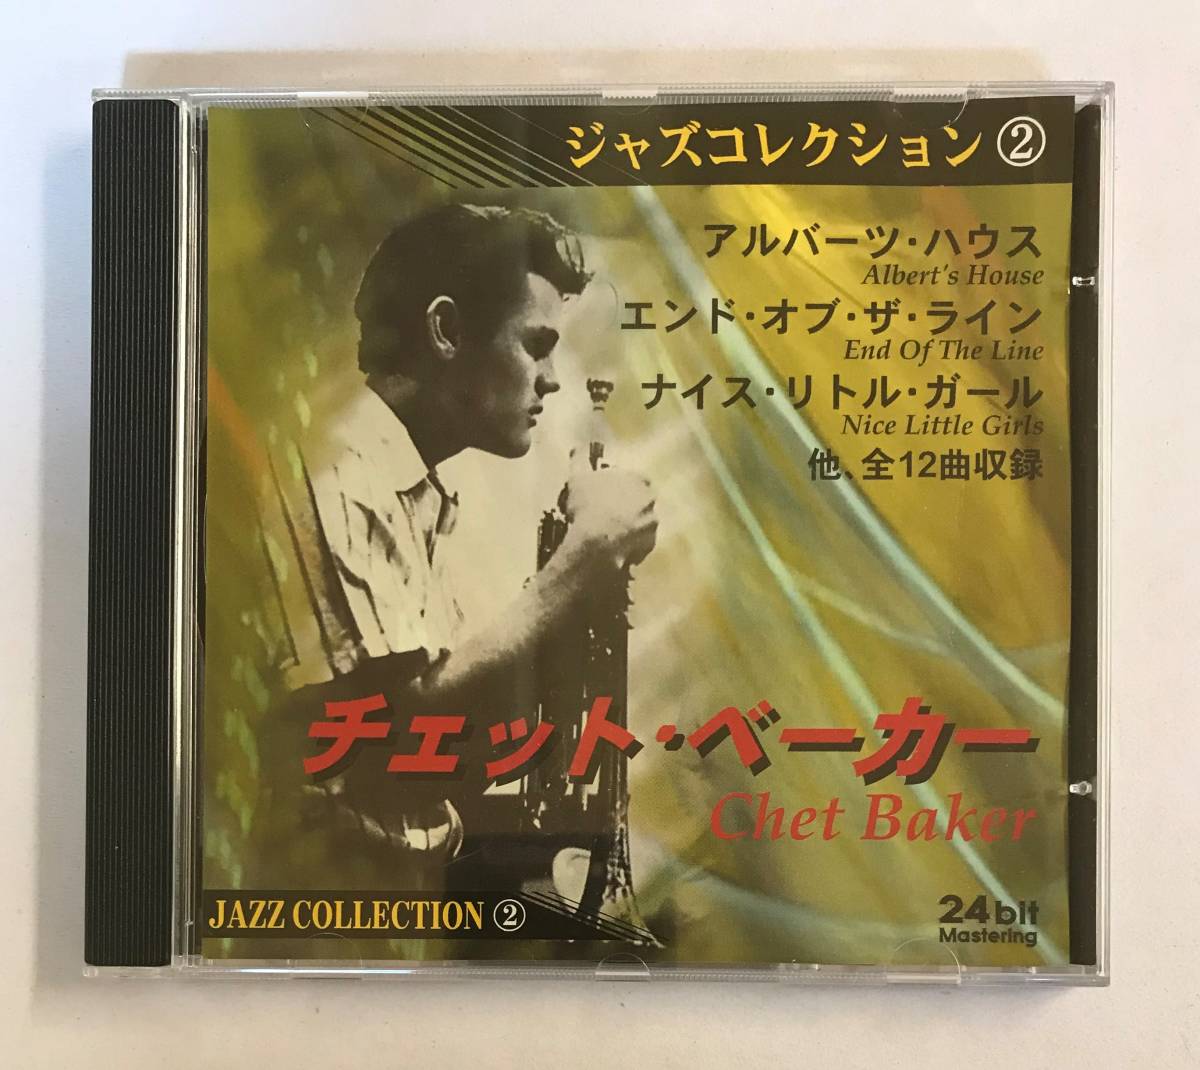 ジャズコレクション②
アルバーツ・ハウス
Albert's House
エンド・オブ・ザ・ライン
End Of The Line
ナイス・リトル・ガール
Nice Little Girls
他、全12曲収録
チェット・ベーカー
Chet Baker
JAZZ COLLECTION ②
24bit
Mastering